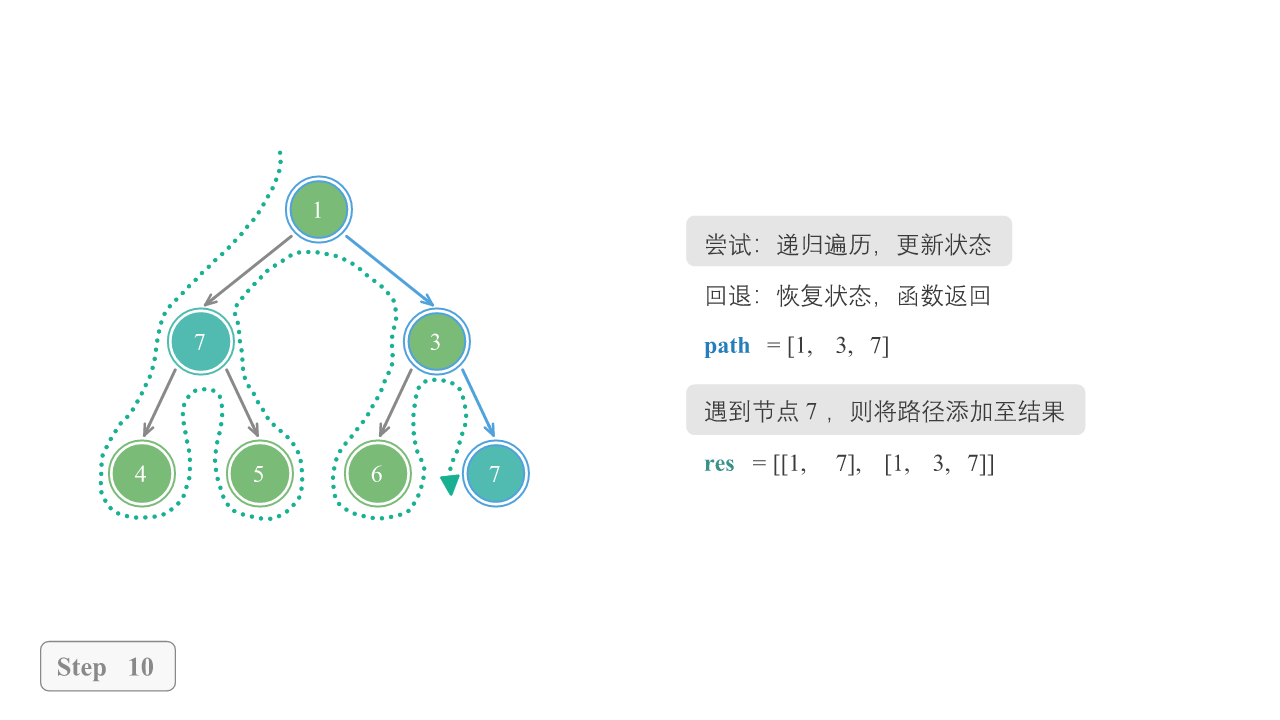 1
7
3
4
5
6
7
尝试：递归遍历，更新状态
回退：恢复状态，函数返回
path = [1, 3, 7]
遇到节点 7 ，则将路径添加至结果
res = [[1, 7], [1, 3, 7]]
Step 10